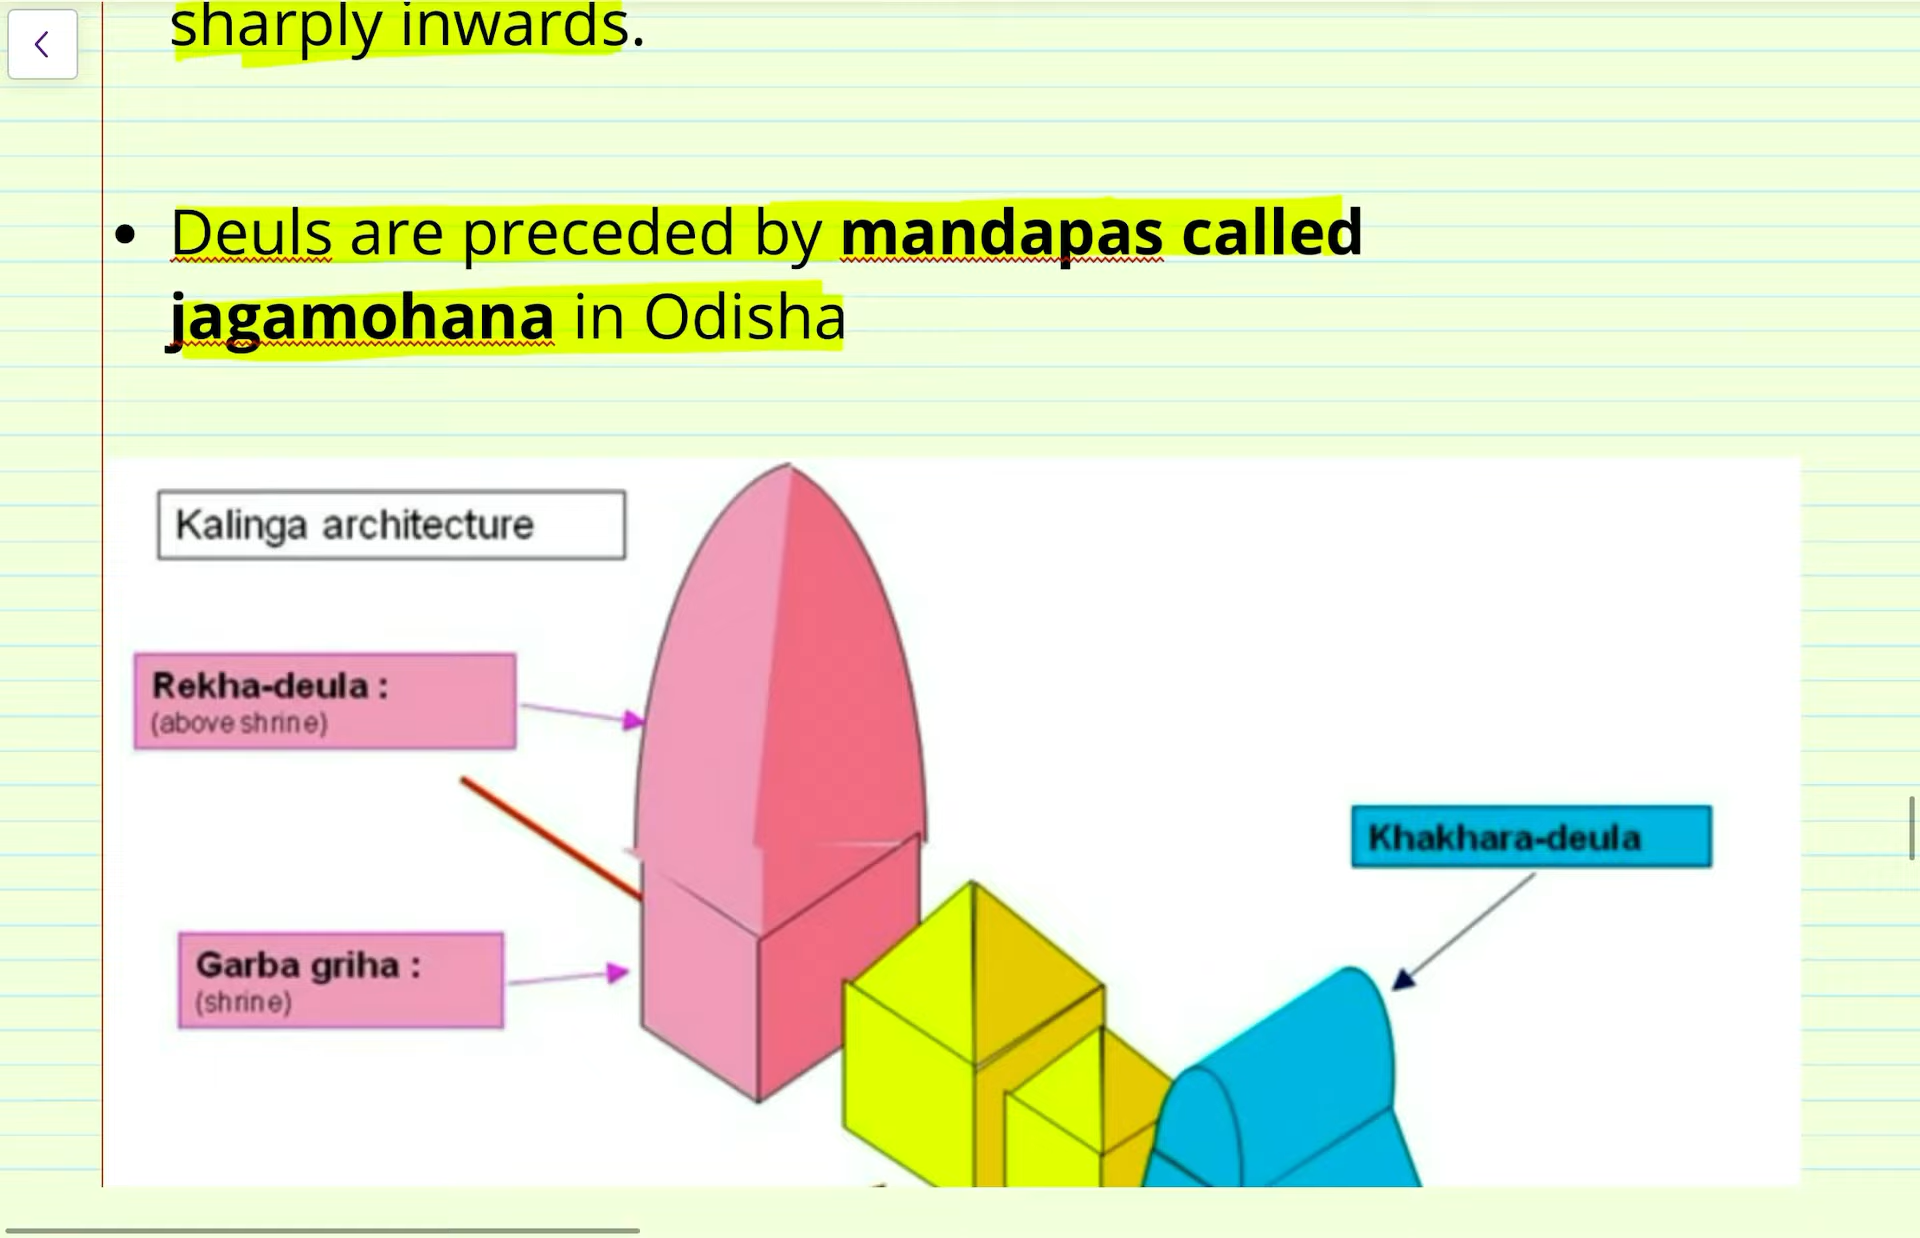 sharply inwards.
• Deuls are preceded by mandapas called
jagamohana in Odisha
Kalinga architecture
Rekha-deula :
(above shrine)
Khakhara-deula
Garba griha :
(shrine)